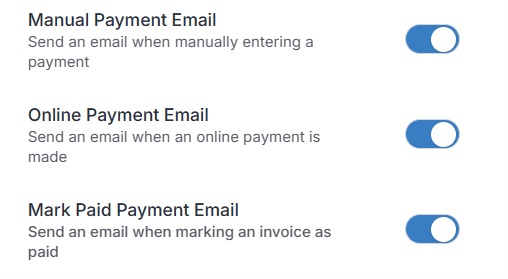 Manual Payment Email
Send an email when manually entering a
payment
Online Payment Email
Send an email when an online payment is
made
Mark Paid Payment Email
Send an email when marking an invoice as
paid